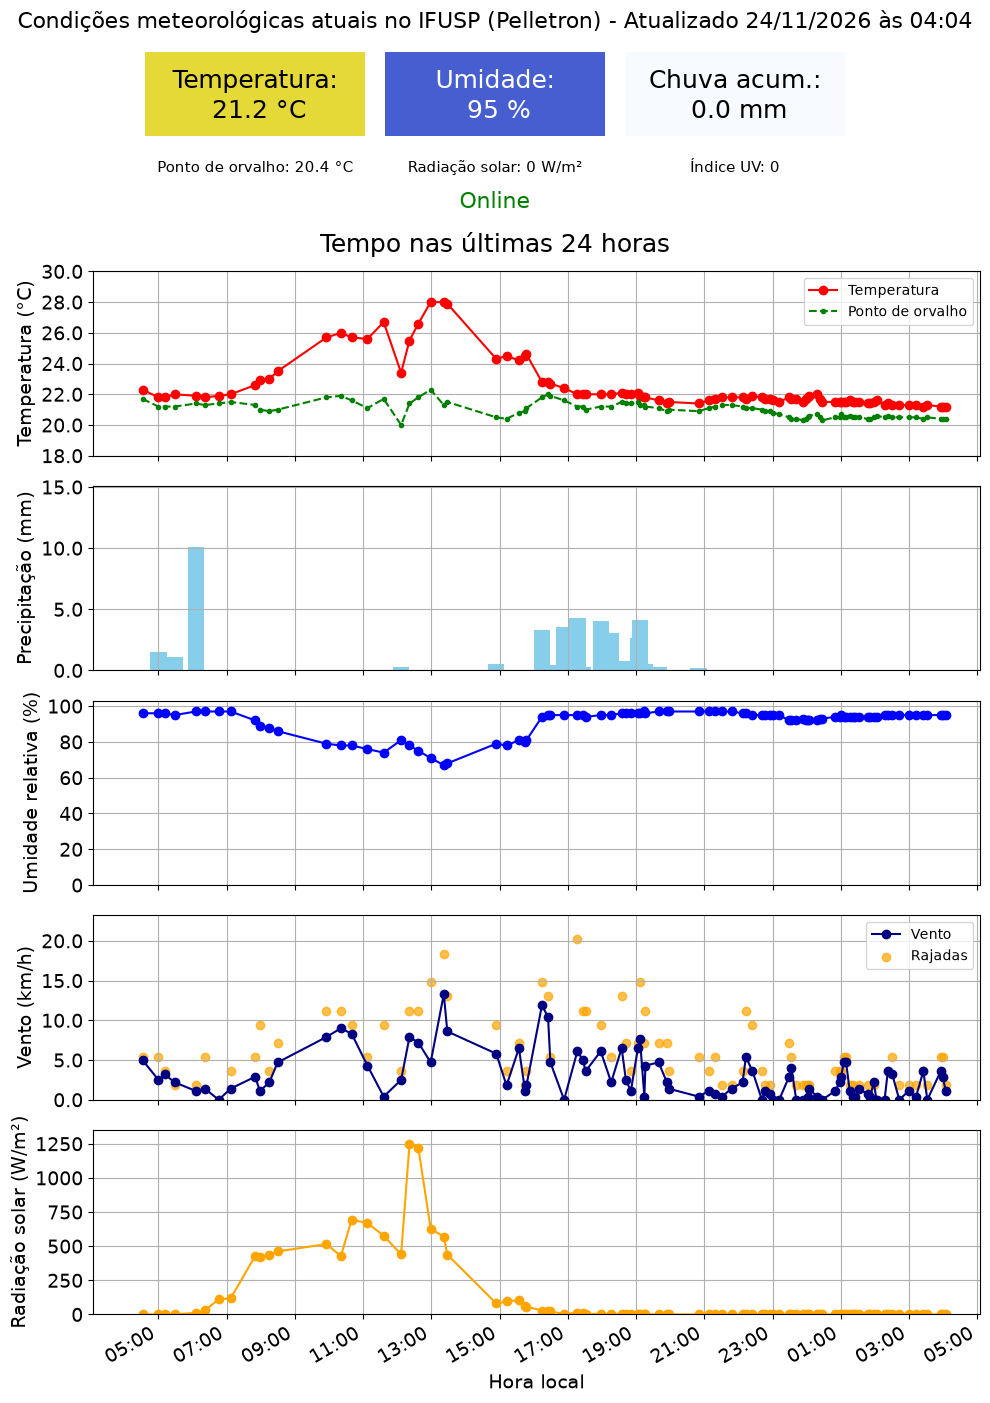 Condições meteorológicas atuais no IFUSP (Pelletron) - Atualizado 24/11/2026 às 04:04
Temperatura:
21.2 °C
Umidade:
95 %
Chuva acum.:
0.0 mm
Ponto de orvalho: 20.4 °C
Radiação solar: 0 W/m²
Índice UV: 0
Online
Tempo nas últimas 24 horas
Temperatura (°C)
30.0
28.0
26.0
24.0
22.0
20.0
18.0
Temperatura
Ponto de orvalho
Precipitação (mm)
15.0
10.0
5.0
0.0
Umidade relativa (%)
100
80
60
40
20
0
Vento (km/h)
20.0
15.0
10.0
5.0
0.0
Vento
Rajadas
Radiação solar (W/m²)
1250
1000
750
500
250
0
05:00
07:00
09:00
11:00
13:00
15:00
17:00
19:00
21:00
23:00
01:00
03:00
05:00
Hora local